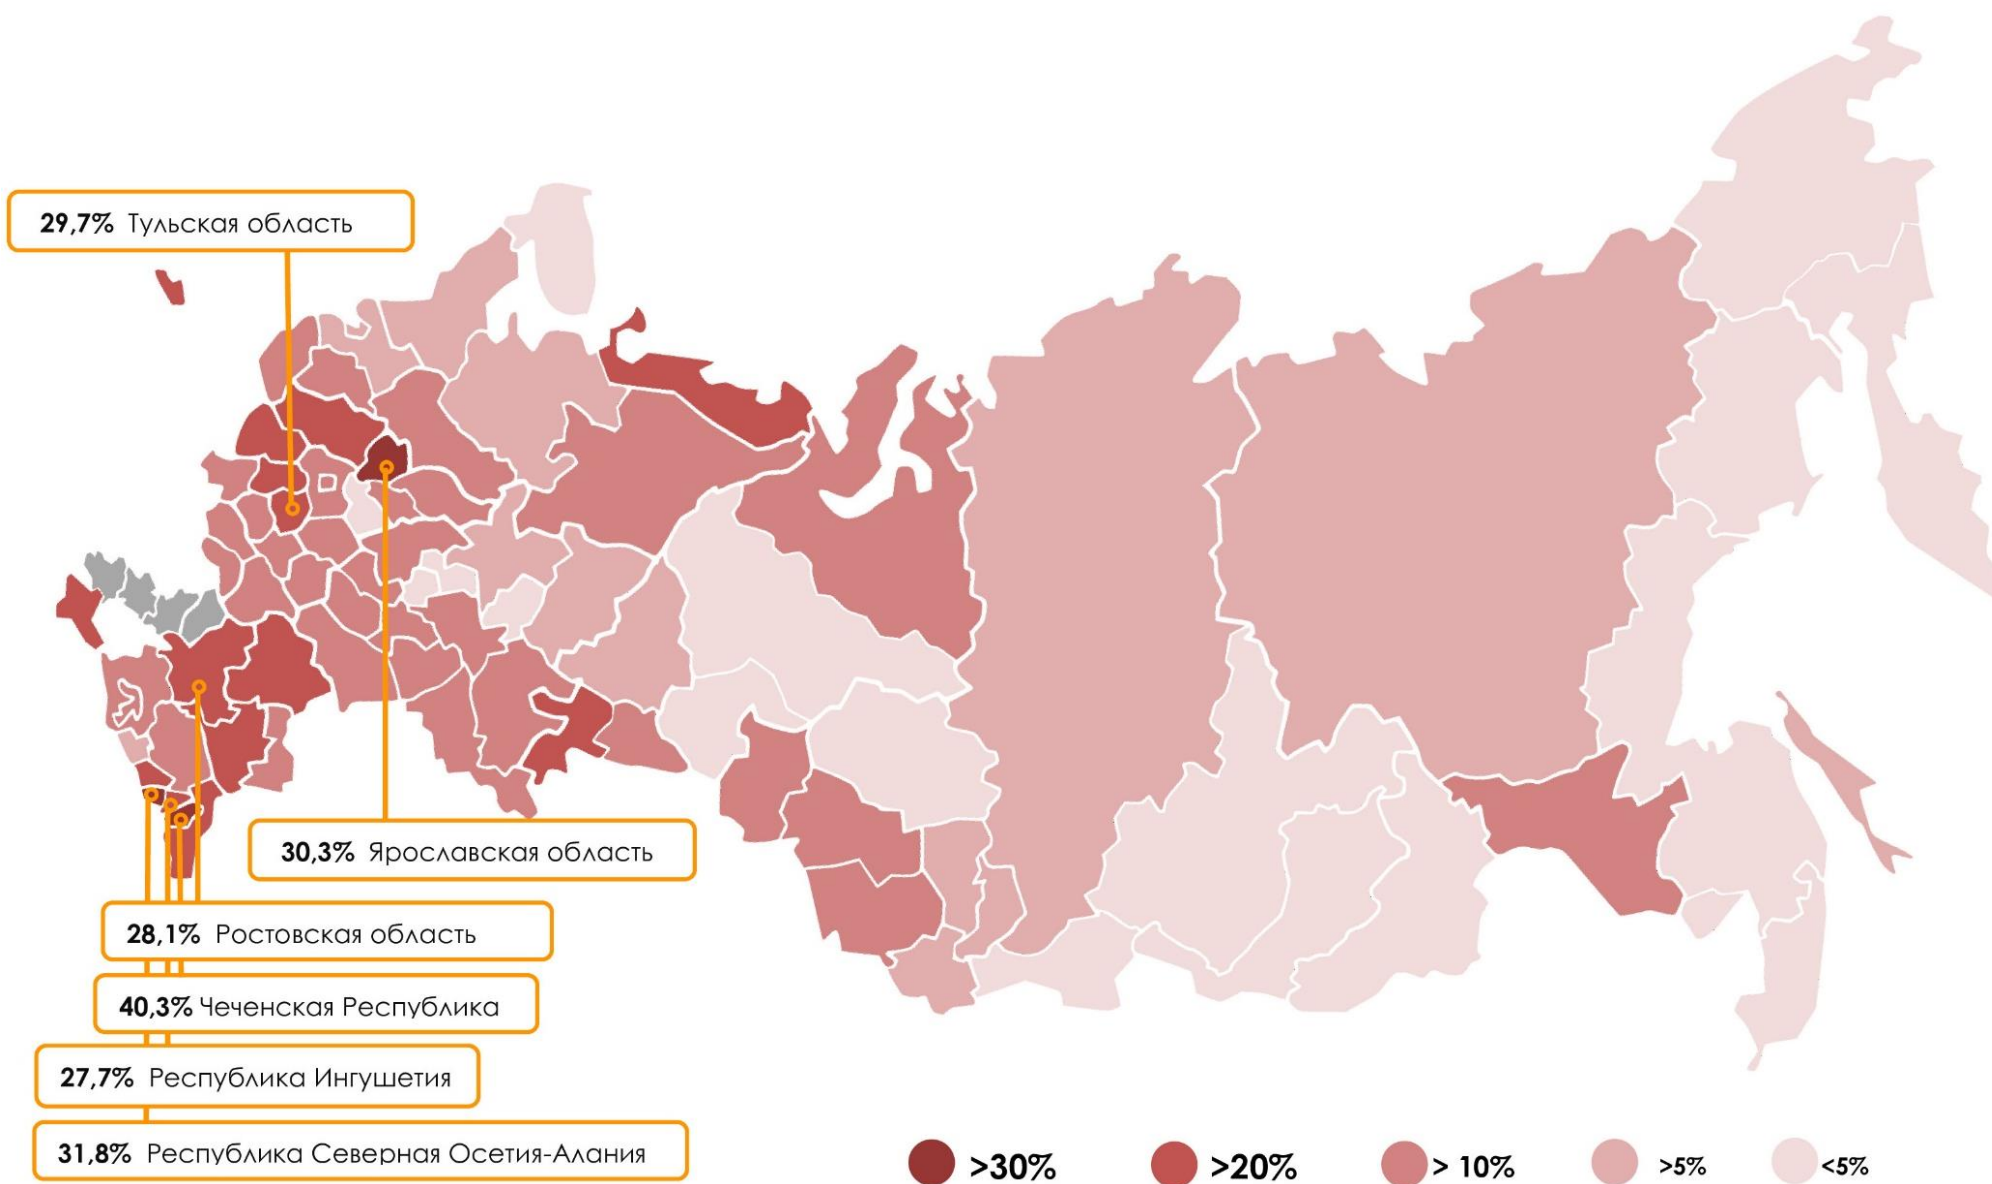 29,7% Тульская область
30,3% Ярославская область
28,1% Ростовская область
40,3% Чеченская Республика
27,7% Республика Ингушетия
31,8% Республика Северная Осетия-Алания
>30%
>20%
> 10%
>5%
<5%